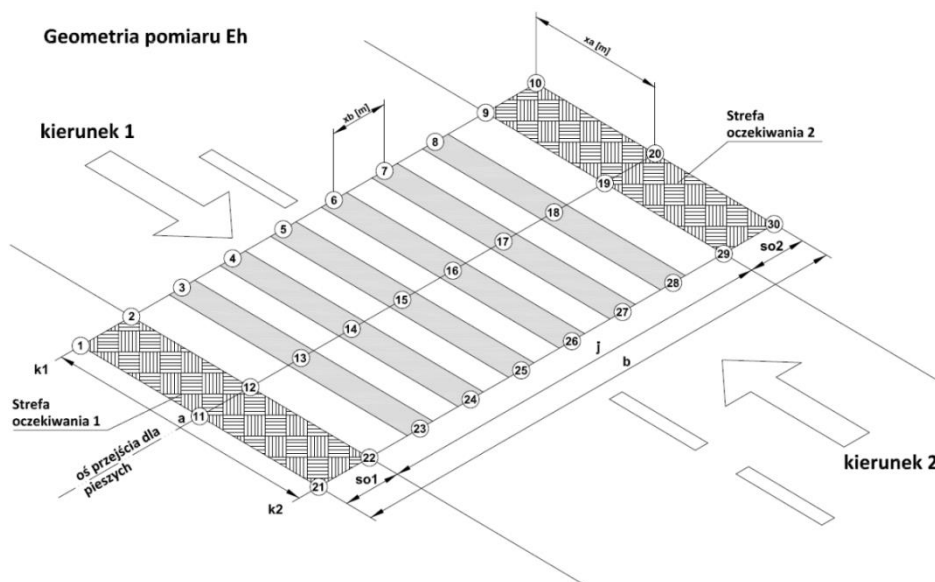 Geometria pomiaru Eh
kierunek 1
xa [m]
xb [m]
10
9
8
7
6
5
4
3
2
1
k1
Strefa
oczekiwania 2
20
19
18
17
16
15
14
13
12
11
30
29
28
27
26
25
24
23
22
21
so2
j
b
Strefa
oczekiwania 1
a
oś przejścia dla
pieszych
so1
k2
kierunek 2